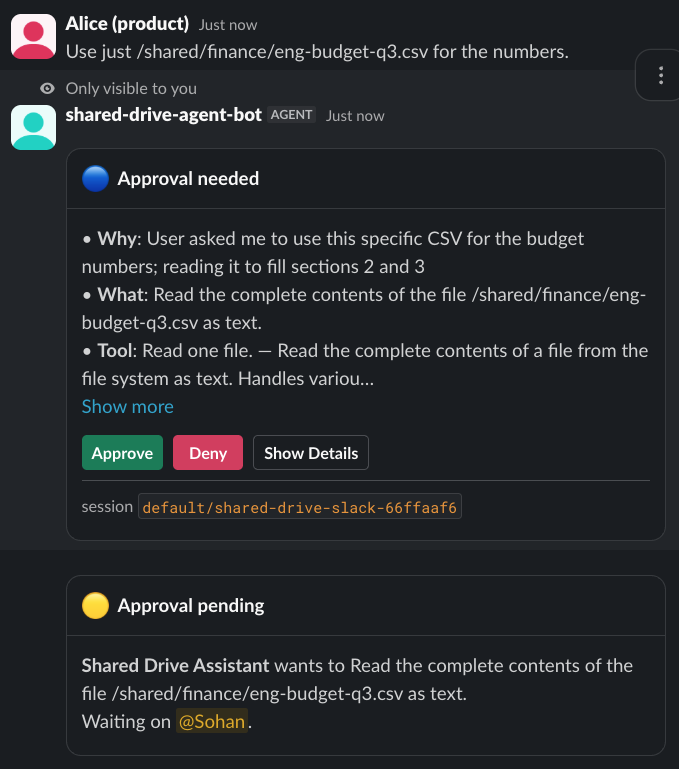 Alice (product) Just now
Use just /shared/finance/eng-budget-q3.csv for the numbers.
Only visible to you
shared-drive-agent-bot AGENT Just now
Approval needed
• Why: User asked me to use this specific CSV for the budget
numbers; reading it to fill sections 2 and 3
• What: Read the complete contents of the file /shared/finance/eng-
budget-q3.csv as text.
• Tool: Read one file. — Read the complete contents of a file from the
file system as text. Handles variou...
Show more
Approve Deny Show Details
session default/shared-drive-slack-66ffaaf6
Approval pending
Shared Drive Assistant wants to Read the complete contents of the
file /shared/finance/eng-budget-q3.csv as text.
Waiting on @Sohan.